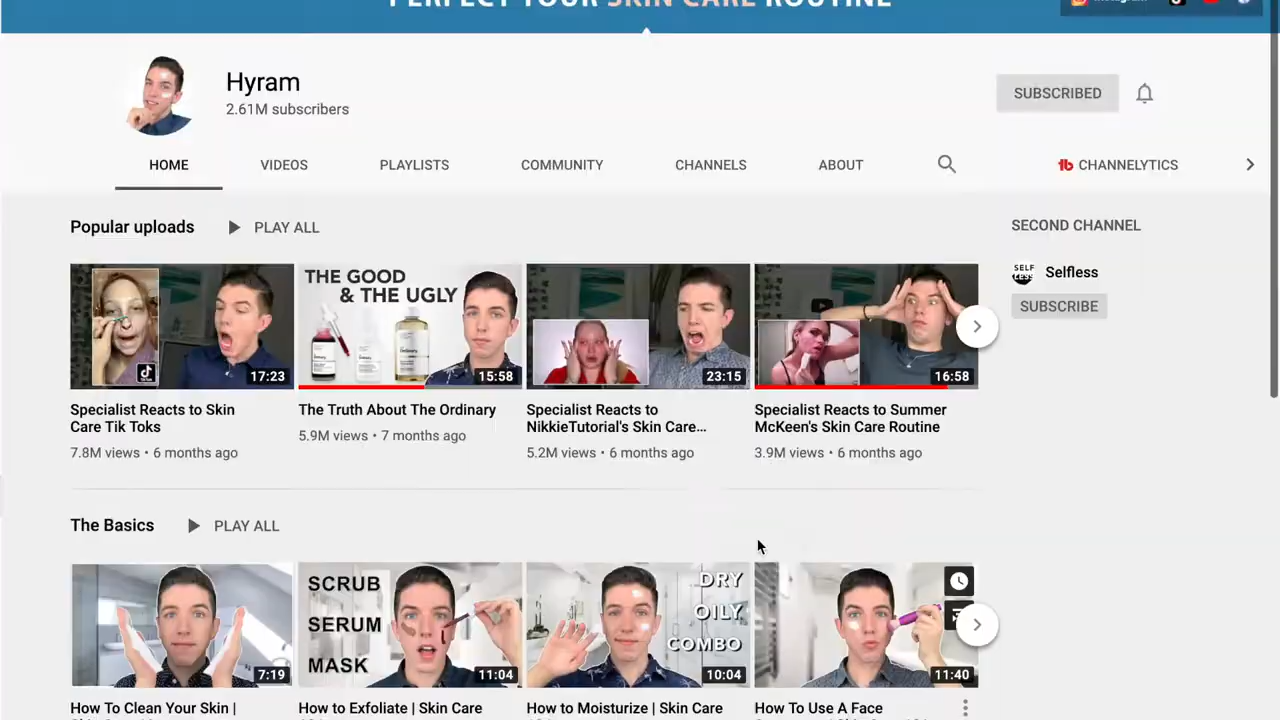 PERFECT YOUR SKIN CARE ROUTINE
Instagram
Hyram
2.61M subscribers
SUBSCRIBED
HOME
VIDEOS
PLAYLISTS
COMMUNITY
CHANNELS
ABOUT
tb CHANNELYTICS
Popular uploads
PLAY ALL
SECOND CHANNEL
SELF
LESS
Selfless
SUBSCRIBE
17:23
THE GOOD
& THE UGLY
15:58
23:15
16:58
Specialist Reacts to Skin
Care Tik Toks
7.8M views • 6 months ago
The Truth About The Ordinary
5.9M views • 7 months ago
Specialist Reacts to
NikkieTutorial's Skin Care...
5.2M views • 6 months ago
Specialist Reacts to Summer
McKeen's Skin Care Routine
3.9M views • 6 months ago
The Basics
PLAY ALL
7:19
SCRUB
SERUM
MASK
11:04
DRY
OILY
COMBO
10:04
11:40
How To Clean Your Skin |
How to Exfoliate | Skin Care
How to Moisturize | Skin Care
How To Use A Face